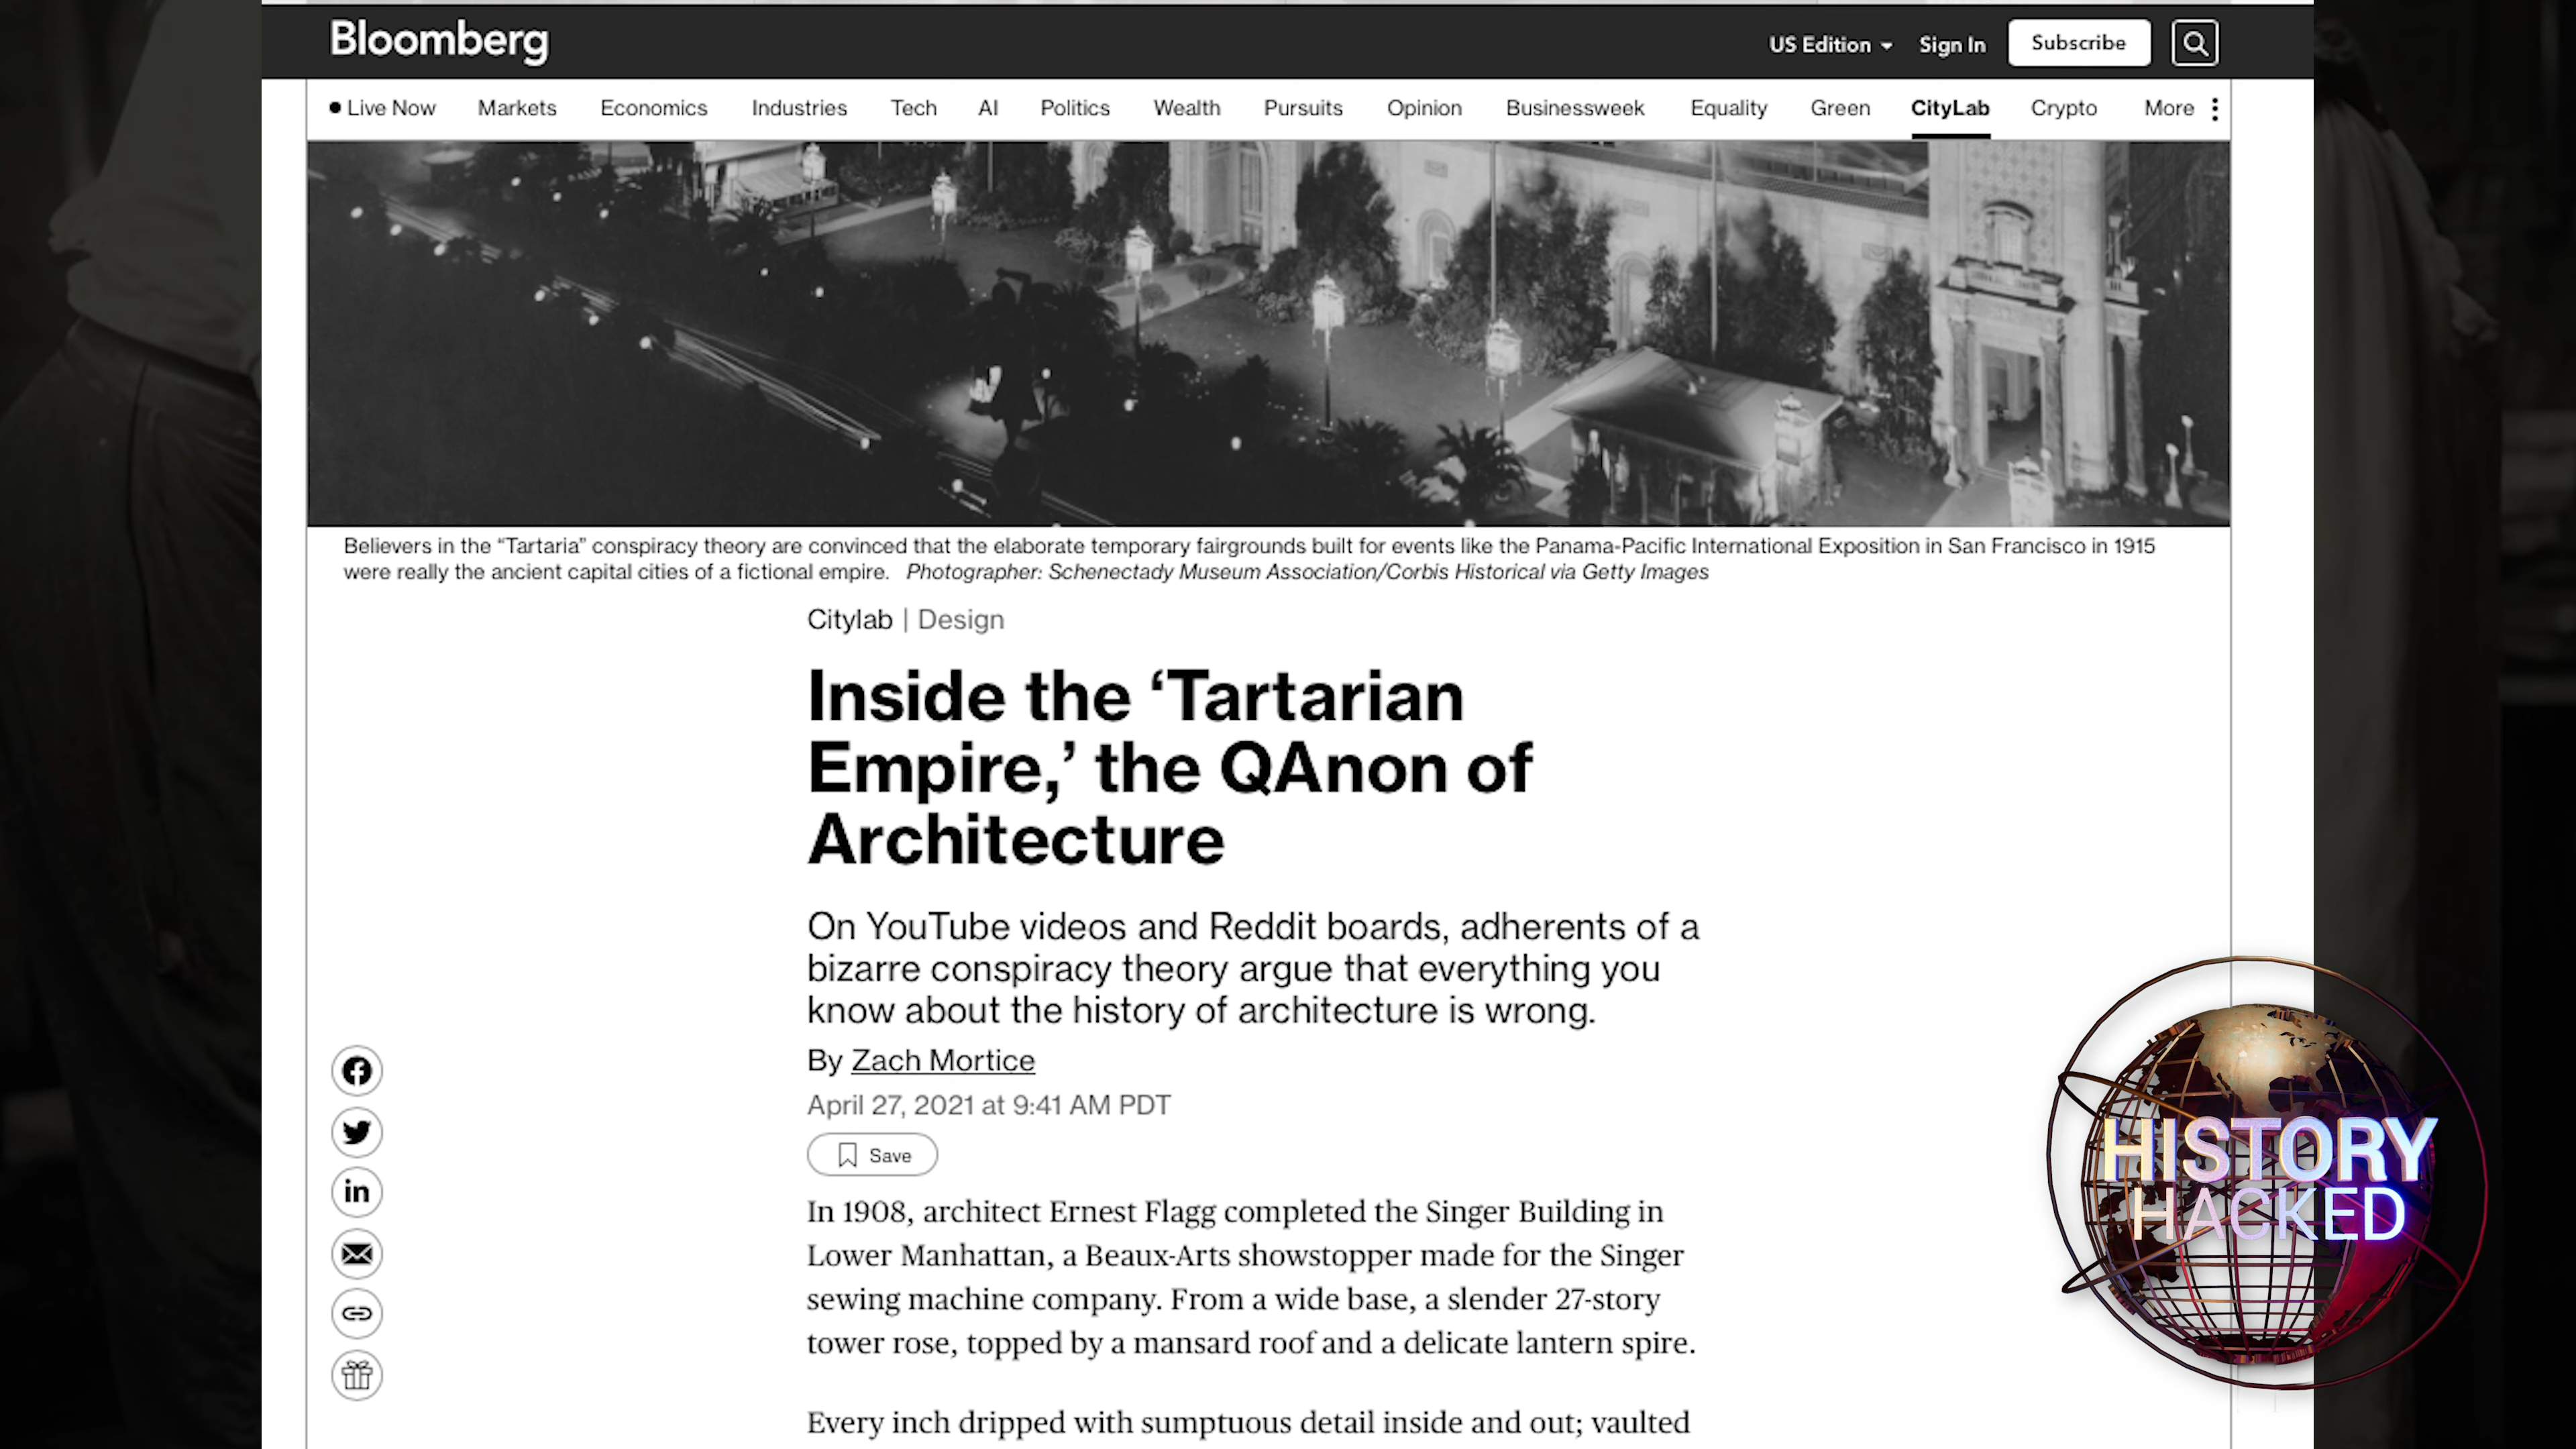 Bloomberg
US Edition Sign In Subscribe
Live Now Markets Economics Industries Tech AI Politics Wealth Pursuits Opinion Businessweek Equality Green CityLab Crypto More
Believers in the “Tartaria” conspiracy theory are convinced that the elaborate temporary fairgrounds built for events like the Panama-Pacific International Exposition in San Francisco in 1915
were really the ancient capital cities of a fictional empire. Photographer: Schenectady Museum Association/Corbis Historical via Getty Images
Citylab | Design
Inside the ‘Tartarian
Empire,’ the QAnon of
Architecture
On YouTube videos and Reddit boards, adherents of a
bizarre conspiracy theory argue that everything you
know about the history of architecture is wrong.
By Zach Mortice
April 27, 2021 at 9:41 AM PDT
Save
In 1908, architect Ernest Flagg completed the Singer Building in
Lower Manhattan, a Beaux-Arts showstopper made for the Singer
sewing machine company. From a wide base, a slender 27-story
tower rose, topped by a mansard roof and a delicate lantern spire.
Every inch dripped with sumptuous detail inside and out; vaulted
HISTORY
HACKED